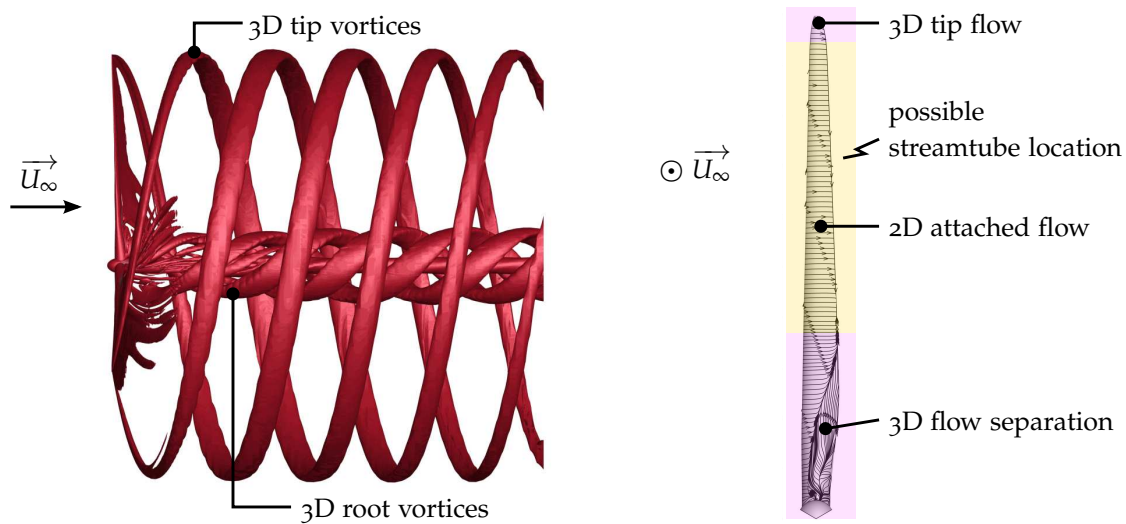 3D tip vortices
U∞
3D root vortices
3D tip flow
possible
streamtube location
⊙ U∞
2D attached flow
3D flow separation